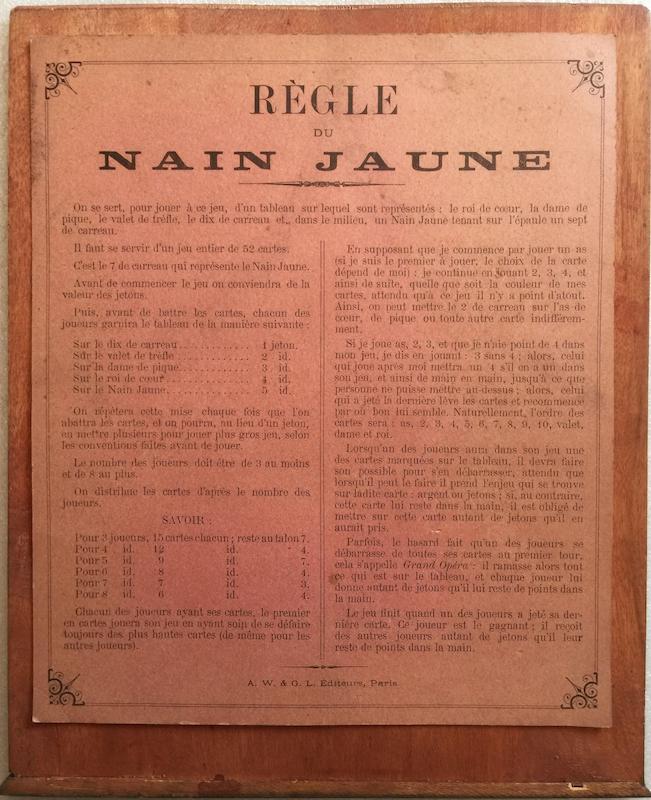 RÈGLE
DU
NAIN JAUNE
On se sert, pour jouer à ce jeu, d'un tableau sur lequel sont représentés : le roi de cœur, la dame de
pique, le valet de trèfle, le dix de carreau et, dans le milieu, un Nain Jaune tenant sur l'épaule un sept
de carreau.
Il faut se servir d'un jeu entier de 52 cartes.
C'est le 7 de carreau qui représente le Nain Jaune.
Avant de commencer le jeu on conviendra de la
valeur des jetons.
Puis, avant de battre les cartes, chacun des
joueurs garnira le tableau de la manière suivante :
Sur le dix de carreau . . . . . . . . . . . . 1 jeton.
Sur le valet de trèfle . . . . . . . . . . . . 2 id.
Sur la dame de pique . . . . . . . . . . . . 3 id.
Sur le roi de cœur . . . . . . . . . . . . 4 id.
Sur le Nain Jaune . . . . . . . . . . . . 5 id.
On répétera cette mise chaque fois que l'on
abattra les cartes, et on pourra, au lieu d'un jeton,
en mettre plusieurs pour jouer plus gros jeu, selon
les conventions faites avant de jouer.
Le nombre des joueurs doit être de 3 au moins
et de 8 au plus.
On distribue les cartes d'après le nombre des
joueurs.
SAVOIR :
Pour 3 joueurs, 15 cartes chacun ; reste au talon 7.
Pour 4 id. 12 id. 4.
Pour 5 id. 9 id. 7.
Pour 6 id. 8 id. 4.
Pour 7 id. 7 id. 3.
Pour 8 id. 6 id. 4.
Chacun des joueurs ayant ses cartes, le premier
en cartes jouera son jeu en ayant soin de se défaire
toujours des plus hautes cartes (de même pour les
autres joueurs).
En supposant que je commence par jouer un as
(si je suis le premier à jouer, le choix de la carte
dépend de moi) : je continue en jouant 2, 3, 4, et
ainsi de suite, quelle que soit la couleur de mes
cartes, attendu qu'à ce jeu il n'y a point d'atout.
Ainsi, on peut mettre le 2 de carreau sur l'as de
cœur, de pique ou toute autre carte indifférem-
ment.
Si je joue as, 2, 3, et que je n'aie point de 4 dans
mon jeu, je dis en jouant : 3 sans 4 ; alors, celui
qui joue après moi mettra un 4 s'il en a un dans
son jeu, et ainsi de main en main, jusqu'à ce que
personne ne puisse mettre au-dessus ; alors, celui
qui a jeté la dernière lève les cartes et recommence
par où bon lui semble. Naturellement, l'ordre des
cartes sera : as, 2, 3, 4, 5, 6, 7, 8, 9, 10, valet,
dame et roi.
Lorsqu'un des joueurs aura dans son jeu une
des cartes marquées sur le tableau, il devra faire
son possible pour s'en débarrasser, attendu que
lorsqu'il peut le faire il prend l'enjeu qui se trouve
sur ladite carte : argent ou jetons ; si, au contraire,
cette carte lui reste dans la main, il est obligé de
mettre sur cette carte autant de jetons qu'il en
aurait pris.
Parfois, le hasard fait qu'un des joueurs se
débarrasse de toutes ses cartes au premier tour,
cela s'appelle Grand Opéra : il ramasse alors tout
ce qui est sur le tableau, et chaque joueur lui
donne autant de jetons qu'il lui reste de points dans
la main.
Le jeu finit quand un des joueurs a jeté sa der-
nière carte. Ce joueur est le gagnant ; il reçoit
des autres joueurs autant de jetons qu'il leur
reste de points dans la main.
A. W. & G. L. Editeurs, Paris